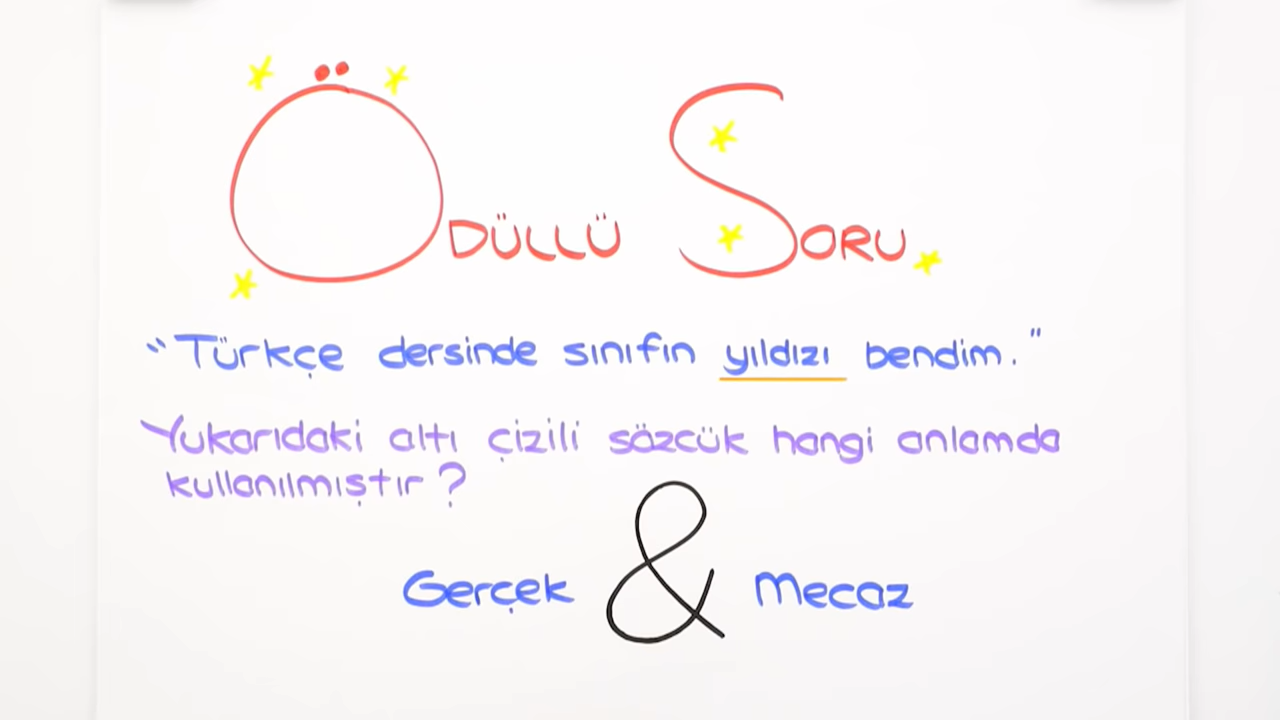 ÖDÜLLÜ SORU
"Türkçe dersinde sınıfın yıldızı bendim."
Yukarıdaki altı çizili sözcük hangi anlamda
kullanılmıştır?
Gerçek & Mecaz